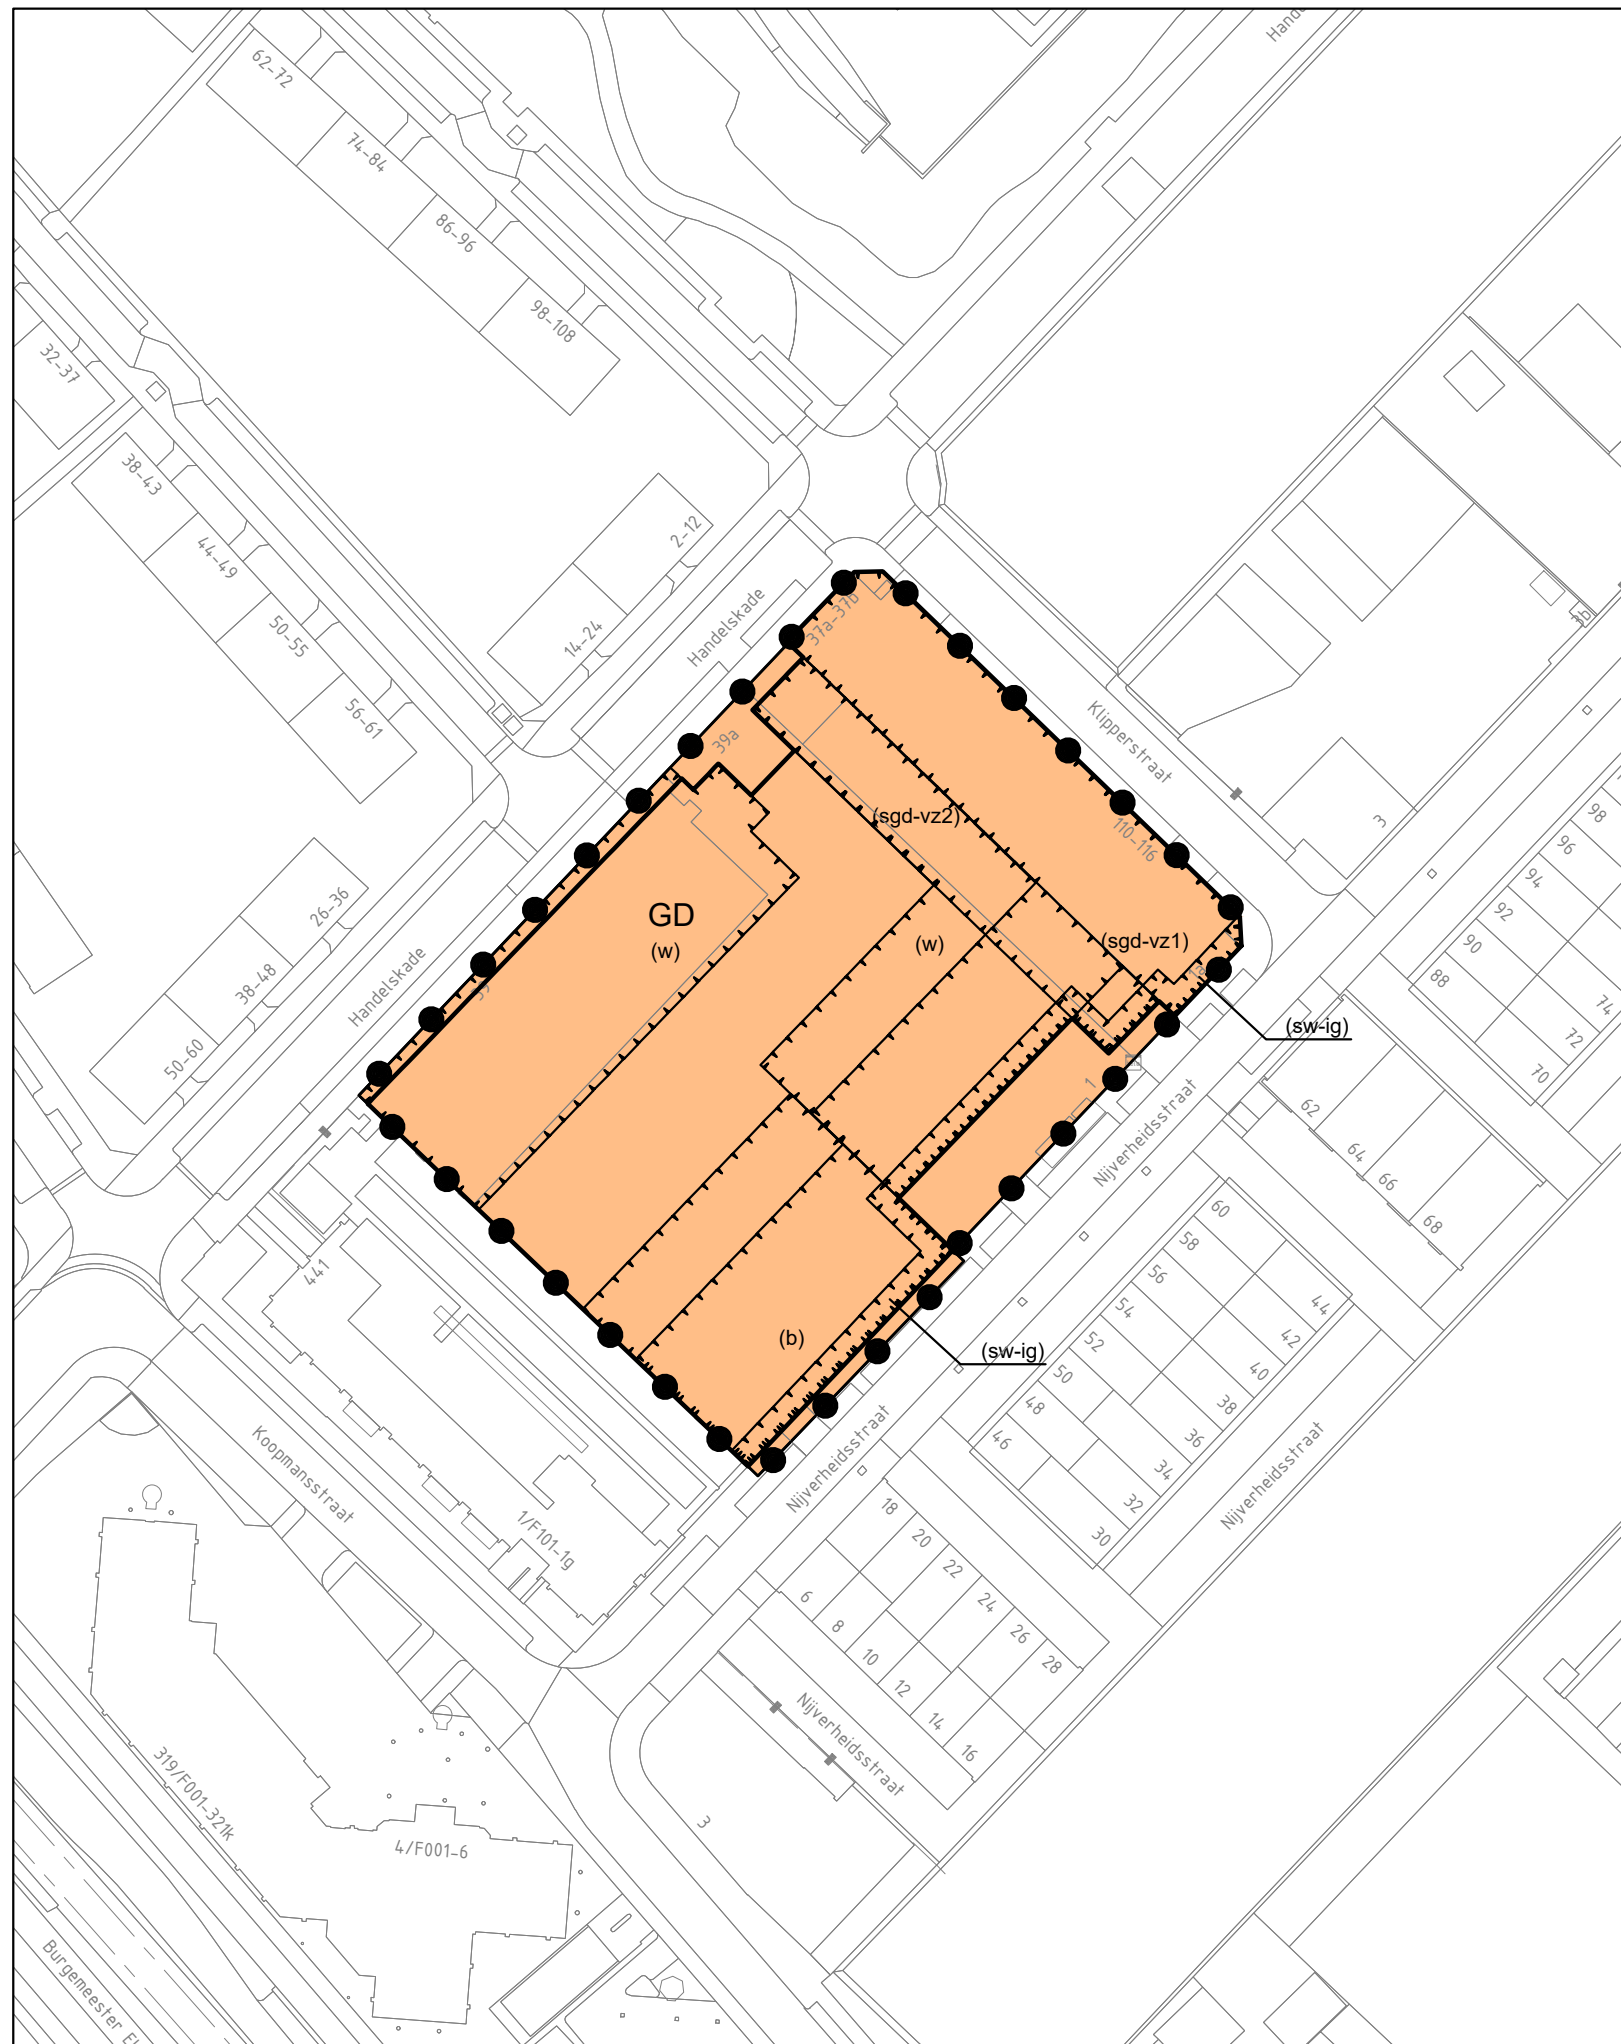 62-72
74-84
86-96
98-108
32-37
38-43
44-49
50-55
56-61
2-12
14-24
26-36
38-48
50-60
Handelskade
Handelskade
37a-37b
39a
39
Klipperstraat
110-116
3
98
96
94
92
90
88
74
72
70
GD
(w)
(w)
(b)
(sgd-vz2)
(sgd-vz1)
(sw-ig)
(sw-ig)
1
Nijverheidsstraat
62
64
66
68
60
58
56
54
52
50
48
46
44
42
40
38
36
34
32
30
Nijverheidsstraat
Nijverheidsstraat
18
20
22
24
26
28
6
8
10
12
14
16
Nijverheidsstraat
3
441
Koopmansstraat
1/F101-1g
319/F001-321k
4/F001-6
Burgemeester